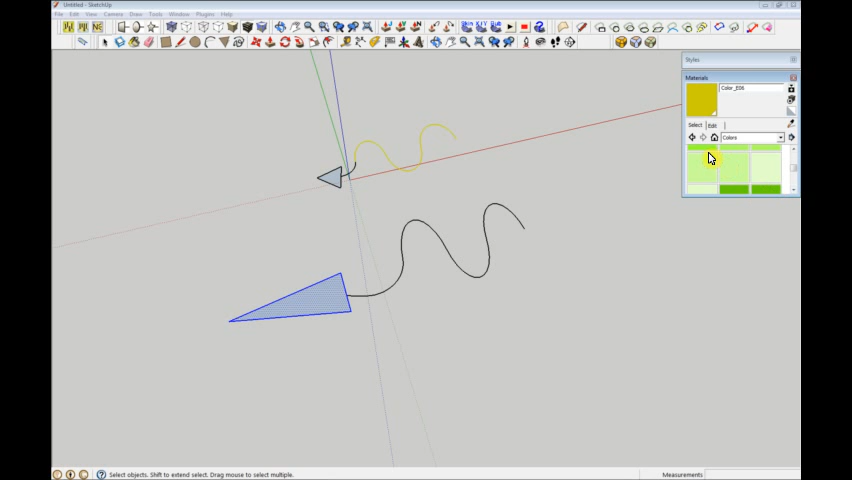 Untitled - SketchUp
File Edit View Camera Draw Tools Window Plugins Help
Styles
Materials
Color_E06
Select Edit
Colors
Select objects. Shift to extend select. Drag mouse to select multiple.
Measurements